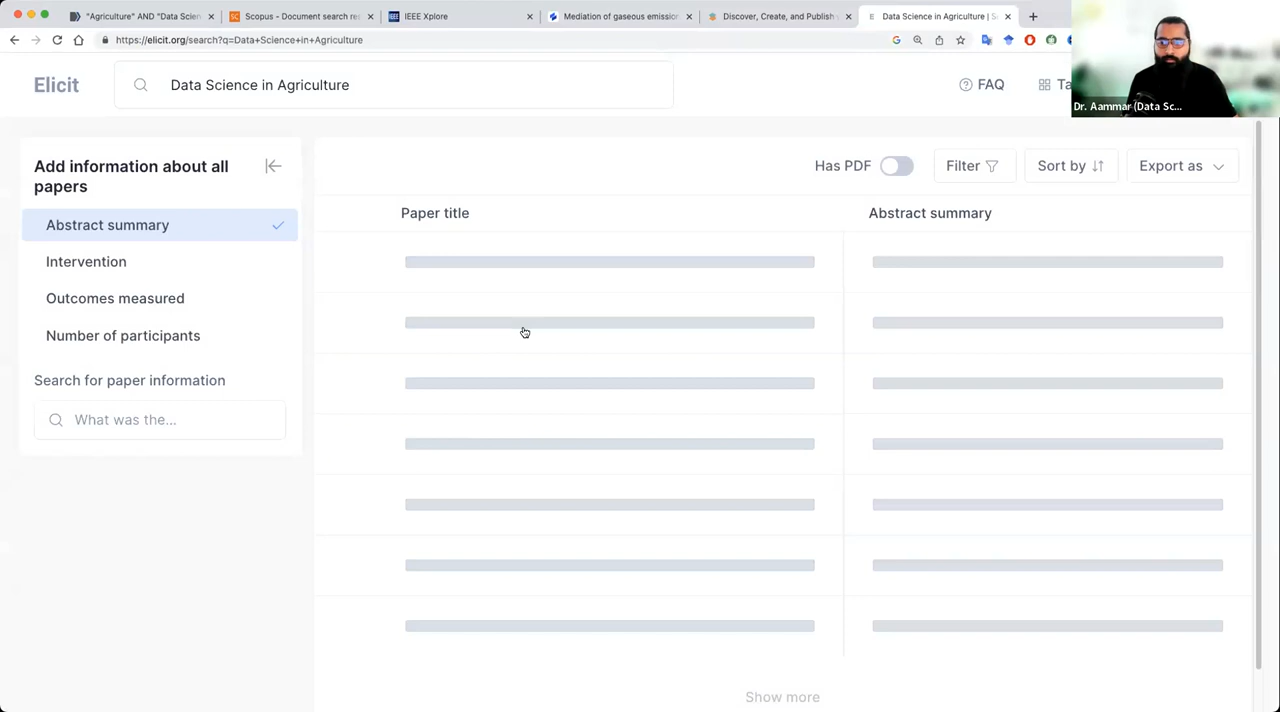 "Agriculture" AND "Data Scien
Scopus - Document search re
IEEE Xplore
Mediation of gaseous emission
Discover, Create, and Publish
Data Science in Agriculture | S
https://elicit.org/search?q=Data+Science+in+Agriculture
Elicit
Data Science in Agriculture
FAQ
Ta
Dr. Aammar (Data Sc...
Add information about all
papers
Has PDF
Filter
Sort by
Export as
Abstract summary
Paper title
Abstract summary
Intervention
Outcomes measured
Number of participants
Search for paper information
What was the...
Show more